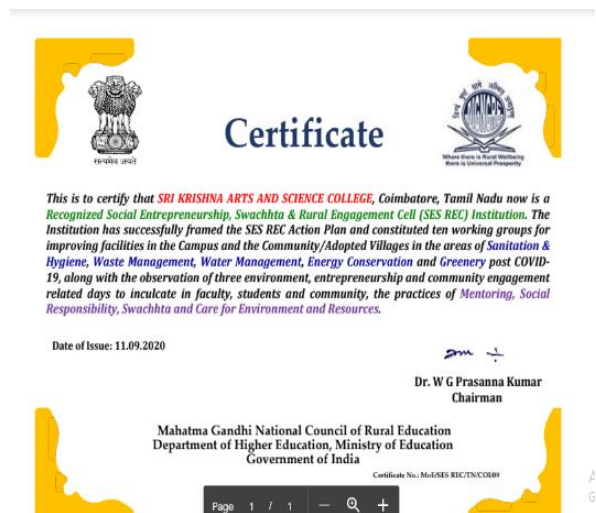 सत्यमेव जयते
Certificate
Where there is Rural Wellbeing
there is Universal Prosperity
This is to certify that SRI KRISHNA ARTS AND SCIENCE COLLEGE, Coimbatore, Tamil Nadu now is a
Recognized Social Entrepreneurship, Swachhta & Rural Engagement Cell (SES REC) Institution. The
Institution has successfully framed the SES REC Action Plan and constituted ten working groups for
improving facilities in the Campus and the Community/Adopted Villages in the areas of Sanitation &
Hygiene, Waste Management, Water Management, Energy Conservation and Greenery post COVID-
19, along with the observation of three environment, entrepreneurship and community engagement
related days to inculcate in faculty, students and community, the practices of Mentoring, Social
Responsibility, Swachhta and Care for Environment and Resources.
Date of Issue: 11.09.2020
Dr. W G Prasanna Kumar
Chairman
Mahatma Gandhi National Council of Rural Education
Department of Higher Education, Ministry of Education
Government of India
Certificate No.: MoE/SES REC/TN/COL09
Page 1 / 1 — +